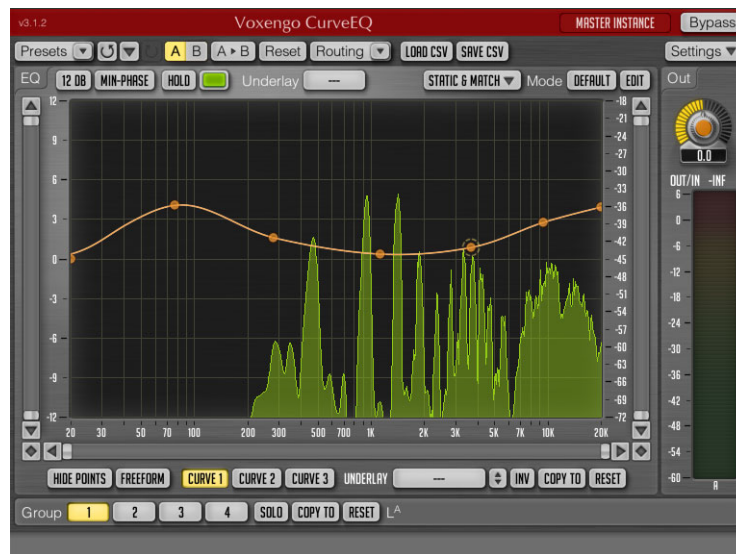 v3.1.2 Voxengo CurveEQ MASTER INSTANCE Bypass
Presets A B A ▸ B Reset Routing LOAD CSV SAVE CSV Settings
EQ 12 DB MIN-PHASE HOLD Underlay --- STATIC & MATCH Mode DEFAULT EDIT Out
12 -18
-21
9 -24
-27 0.0
6 -30 OUT/IN -INF
-33 6
3 -36 0
-39
-42 -6
0 -45 -12
-48
-3 -51 -18
-54 -24
-57
-6 -60 -30
-63
-9 -66 -36
-69
-12 -72 -42
20 30 50 70 100 200 300 500 700 1K 2K 3K 5K 7K 10K 20K
-48
-54
HIDE POINTS FREEFORM CURVE 1 CURVE 2 CURVE 3 UNDERLAY --- INV COPY TO RESET -60
A
Group 1 2 3 4 SOLO COPY TO RESET L^A